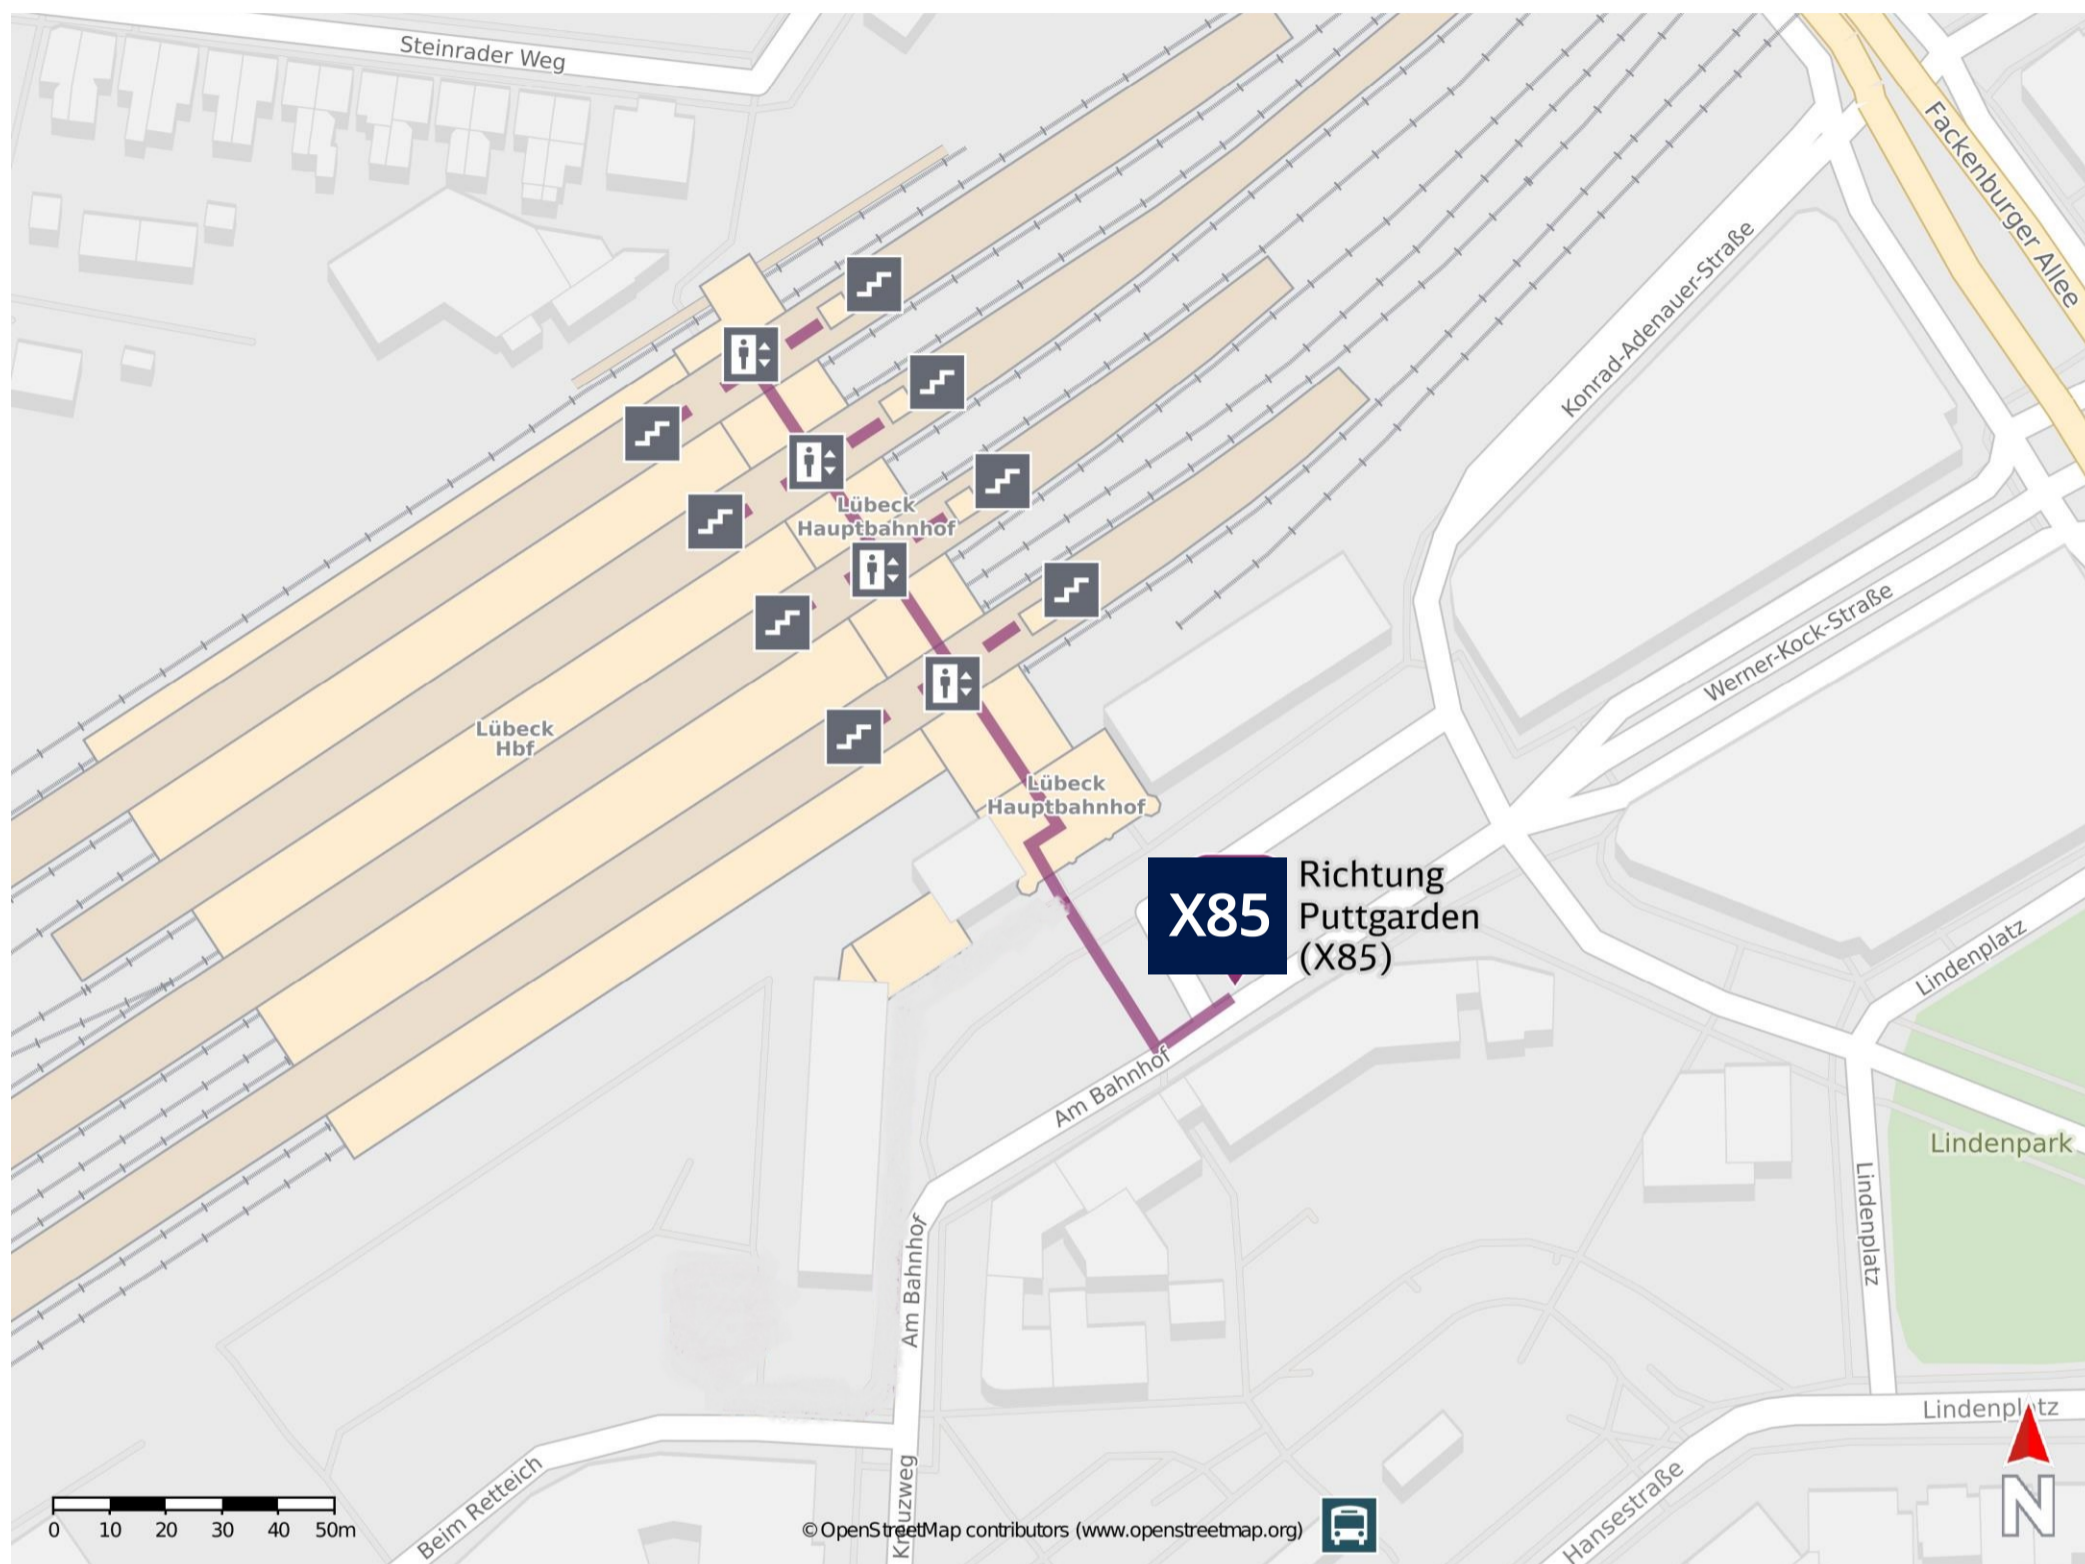 Steinrader Weg
Fackenburger Allee
Konrad-Adenauer-Straße
Lübeck
Hauptbahnhof
Werner-Kock-Straße
Lübeck
Hbf
Lübeck
Hauptbahnhof
X85
Richtung
Puttgarden
(X85)
Lindenplatz
Am Bahnhof
Lindenpark
Lindenplatz
Am Bahnhof
Lindenplatz
N
Beim Retteich
Kreuzweg
Hansestraße
0 10 20 30 40 50m
© OpenStreetMap contributors (www.openstreetmap.org)